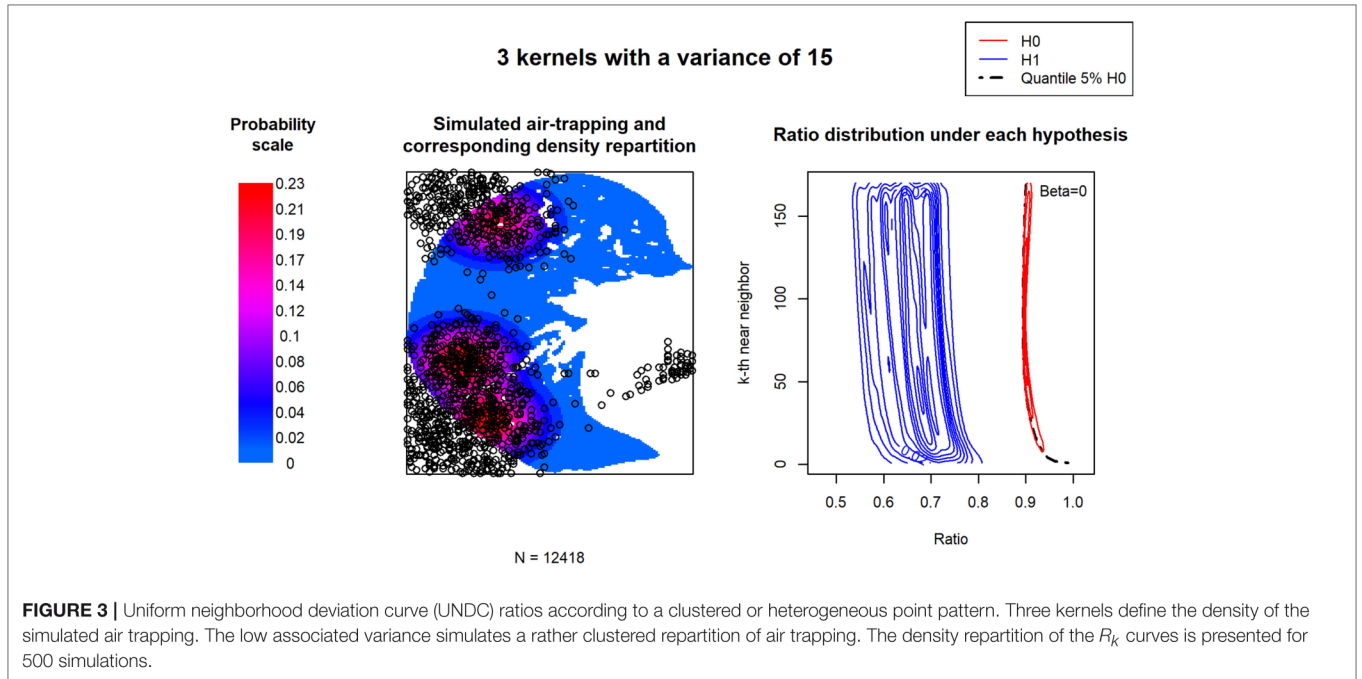 3 kernels with a variance of 15
H0
H1
Quantile 5% H0
Probability
scale
0.23
0.21
0.19
0.17
0.14
0.12
0.1
0.08
0.06
0.04
0.02
0
Simulated air-trapping and
corresponding density repartition
N = 12418
Ratio distribution under each hypothesis
Beta=0
k-th near neighbor
150
100
50
0
0.5 0.6 0.7 0.8 0.9 1.0
Ratio
FIGURE 3 | Uniform neighborhood deviation curve (UNDC) ratios according to a clustered or heterogeneous point pattern. Three kernels define the density of the
simulated air trapping. The low associated variance simulates a rather clustered repartition of air trapping. The density repartition of the Rk curves is presented for
500 simulations.